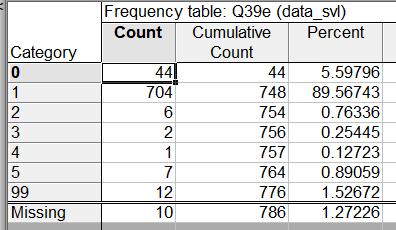 Frequency table: Q39e (data_svl)
Category Count Cumulative Count Percent
0 44 44 5.59796
1 704 748 89.56743
2 6 754 0.76336
3 2 756 0.25445
4 1 757 0.12723
5 7 764 0.89059
99 12 776 1.52672
Missing 10 786 1.27226